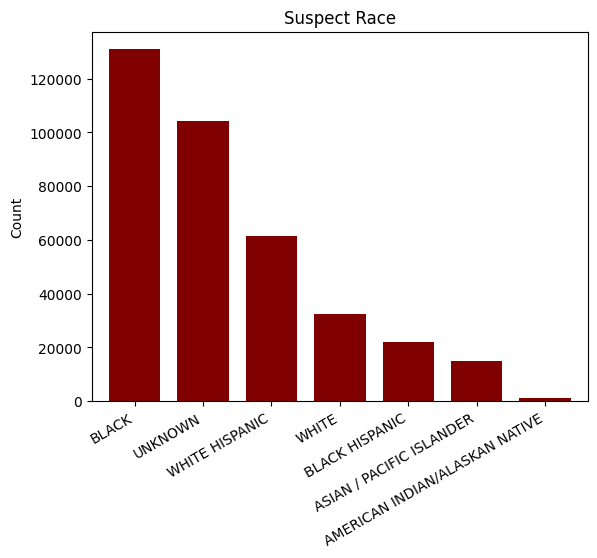 Suspect Race
Count
120000
100000
80000
60000
40000
20000
0
BLACK
UNKNOWN
WHITE HISPANIC
WHITE
BLACK HISPANIC
ASIAN / PACIFIC ISLANDER
AMERICAN INDIAN/ALASKAN NATIVE